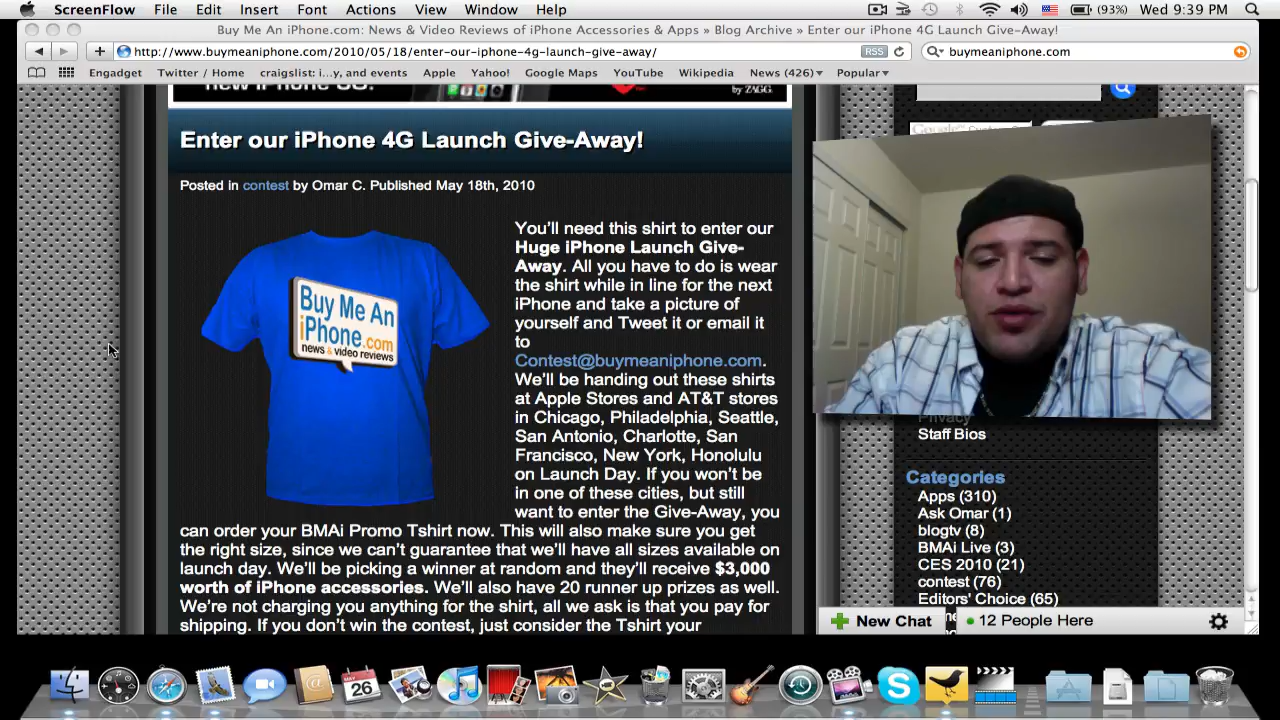 ScreenFlow File Edit Insert Font Actions View Window Help (93%) Wed 9:39 PM
Buy Me An iPhone.com: News & Video Reviews of iPhone Accessories & Apps » Blog Archive » Enter our iPhone 4G Launch Give-Away!
http://www.buymeaniphone.com/2010/05/18/enter-our-iphone-4g-launch-give-away/ RSS buymeaniphone.com
Engadget Twitter / Home craigslist: i...y, and events Apple Yahoo! Google Maps YouTube Wikipedia News (426) Popular
by ZAGG.
Enter our iPhone 4G Launch Give-Away!
Posted in contest by Omar C. Published May 18th, 2010
Buy Me An
iPhone.com
news & video reviews
You'll need this shirt to enter our
Huge iPhone Launch Give-
Away. All you have to do is wear
the shirt while in line for the next
iPhone and take a picture of
yourself and Tweet it or email it
to
Contest@buymeaniphone.com.
We'll be handing out these shirts
at Apple Stores and AT&T stores
in Chicago, Philadelphia, Seattle,
San Antonio, Charlotte, San
Francisco, New York, Honolulu
on Launch Day. If you won't be
in one of these cities, but still
want to enter the Give-Away, you
can order your BMAi Promo Tshirt now. This will also make sure you get
the right size, since we can't guarantee that we'll have all sizes available on
launch day. We'll be picking a winner at random and they'll receive $3,000
worth of iPhone accessories. We'll also have 20 runner up prizes as well.
We're not charging you anything for the shirt, all we ask is that you pay for
shipping. If you don't win the contest, just consider the Tshirt your
Privacy
Staff Bios
Categories
Apps (310)
Ask Omar (1)
blogtv (8)
BMAi Live (3)
CES 2010 (21)
contest (76)
Editors' Choice (65)
New Chat 12 People Here
MAY
26